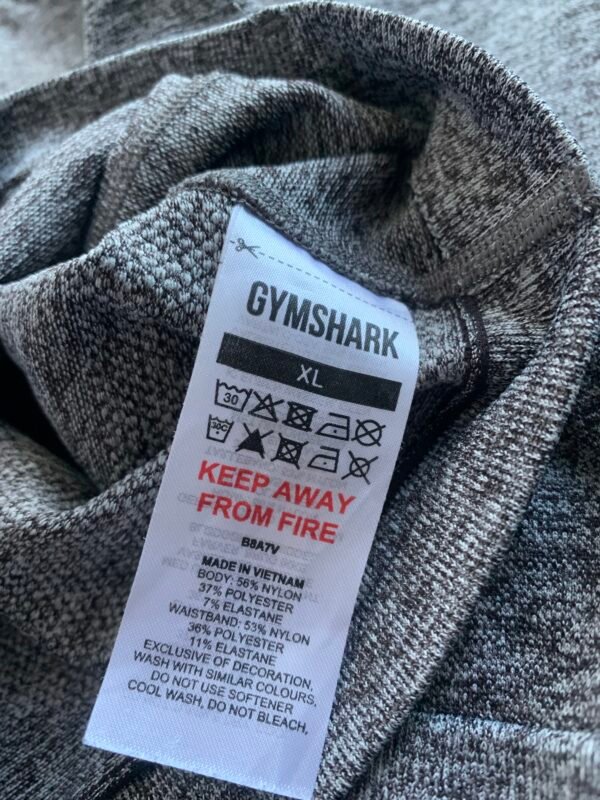 GYMSHARK
XL
30
30C
KEEP AWAY
FROM FIRE
B8A7V
MADE IN VIETNAM
BODY: 56% NYLON
37% POLYESTER
7% ELASTANE
WAISTBAND: 53% NYLON
36% POLYESTER
11% ELASTANE
EXCLUSIVE OF DECORATION,
WASH WITH SIMILAR COLOURS,
DO NOT USE SOFTENER
COOL WASH, DO NOT BLEACH,